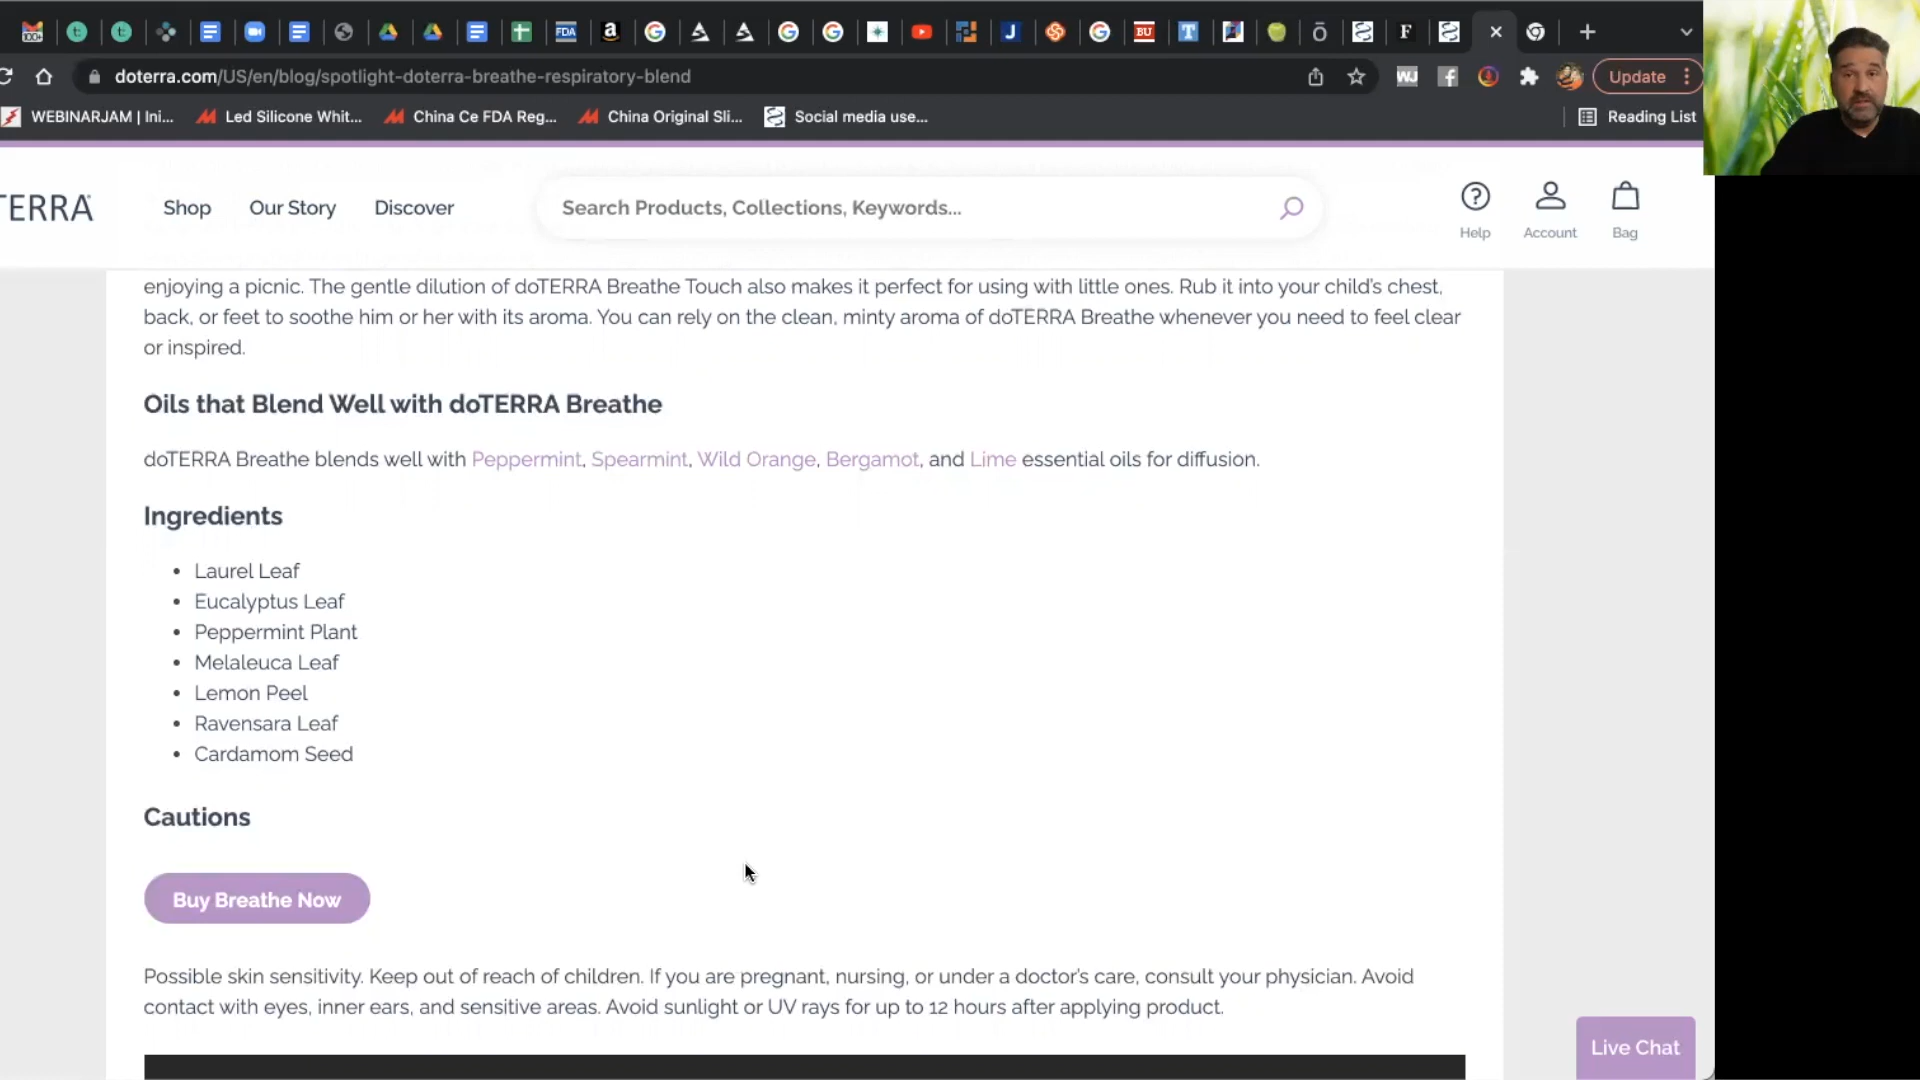 100+
FDA
a
J
BU
T
F
doterra.com/US/en/blog/spotlight-doterra-breathe-respiratory-blend
WJ
Update
WEBINARJAM | Ini...
Led Silicone Whit...
China Ce FDA Reg...
China Original Sli...
Social media use...
Reading List
TERRA
Shop
Our Story
Discover
Search Products, Collections, Keywords...
Help
Account
Bag
enjoying a picnic. The gentle dilution of doTERRA Breathe Touch also makes it perfect for using with little ones. Rub it into your child's chest,
back, or feet to soothe him or her with its aroma. You can rely on the clean, minty aroma of doTERRA Breathe whenever you need to feel clear
or inspired.
Oils that Blend Well with doTERRA Breathe
doTERRA Breathe blends well with Peppermint, Spearmint, Wild Orange, Bergamot, and Lime essential oils for diffusion.
Ingredients
• Laurel Leaf
• Eucalyptus Leaf
• Peppermint Plant
• Melaleuca Leaf
• Lemon Peel
• Ravensara Leaf
• Cardamom Seed
Cautions
Buy Breathe Now
Possible skin sensitivity. Keep out of reach of children. If you are pregnant, nursing, or under a doctor's care, consult your physician. Avoid
contact with eyes, inner ears, and sensitive areas. Avoid sunlight or UV rays for up to 12 hours after applying product.
Live Chat